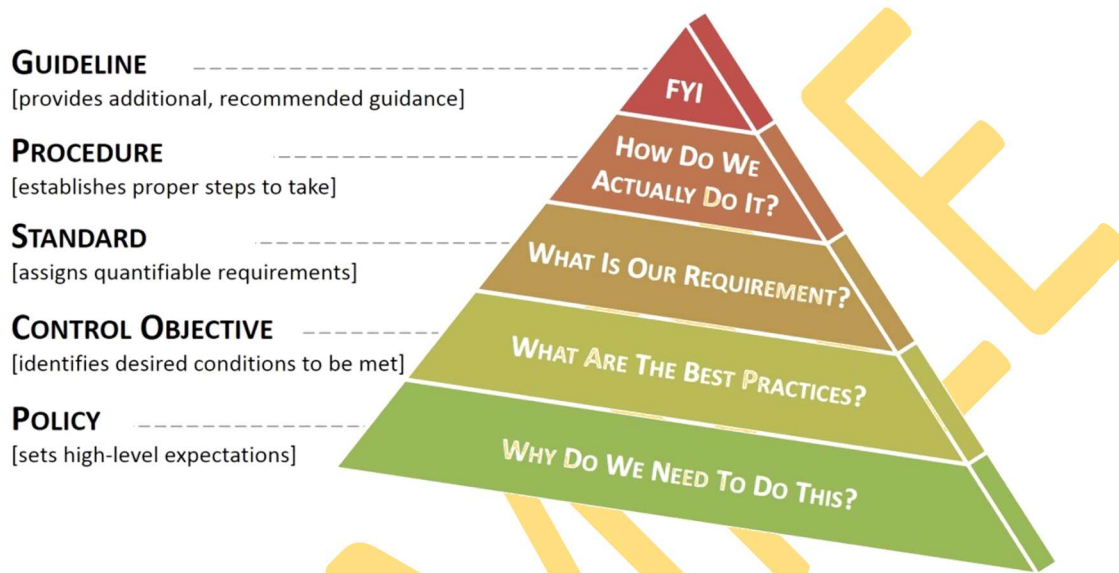 GUIDELINE
[provides additional, recommended guidance]
FYI
PROCEDURE
[establishes proper steps to take]
HOW DO WE
ACTUALLY DO IT?
STANDARD
[assigns quantifiable requirements]
WHAT IS OUR REQUIREMENT?
CONTROL OBJECTIVE
[identifies desired conditions to be met]
WHAT ARE THE BEST PRACTICES?
POLICY
[sets high-level expectations]
WHY DO WE NEED TO DO THIS?